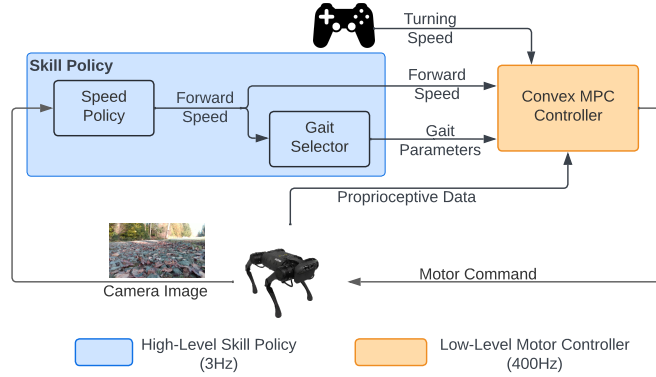 Turning
Speed
Skill Policy
Speed
Policy
Forward
Speed
Forward
Speed
Gait
Selector
Gait
Parameters
Convex MPC
Controller
Proprioceptive Data
Camera Image
Motor Command
High-Level Skill Policy
(3Hz)
Low-Level Motor Controller
(400Hz)